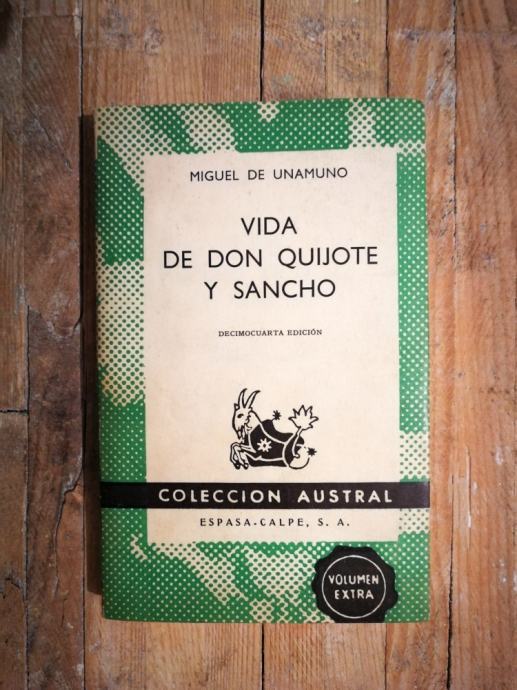 MIGUEL DE UNAMUNO
VIDA
DE DON QUIJOTE
Y SANCHO
DECIMOCUARTA EDICIÓN
COLECCION AUSTRAL
ESPASA-CALPE, S. A.
VOLUMEN
EXTRA